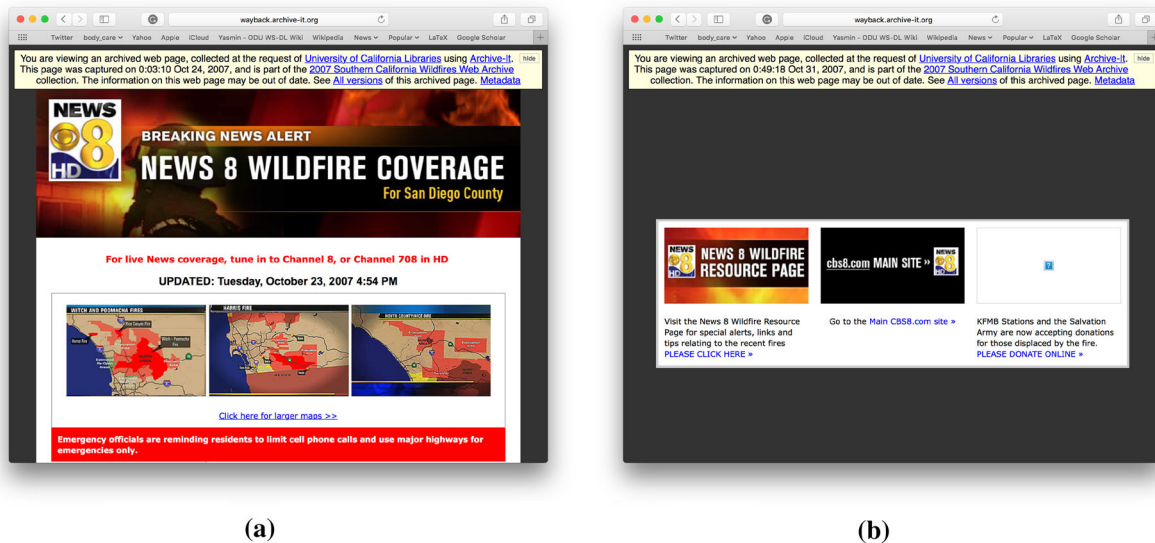 wayback.archive-it.org
Twitter body_care Yahoo Apple iCloud Yasmin - ODU WS-DL Wiki Wikipedia News Popular LaTeX Google Scholar
You are viewing an archived web page, collected at the request of University of California Libraries using Archive-It. hide
This page was captured on 0:03:10 Oct 24, 2007, and is part of the 2007 Southern California Wildfires Web Archive
collection. The information on this web page may be out of date. See All versions of this archived page. Metadata
NEWS
8
HD
BREAKING NEWS ALERT
NEWS 8 WILDFIRE COVERAGE
For San Diego County
For live News coverage, tune in to Channel 8, or Channel 708 in HD
UPDATED: Tuesday, October 23, 2007 4:54 PM
WITCH AND POOMACHA FIRES
HARRIS FIRE
Click here for larger maps >>
Emergency officials are reminding residents to limit cell phone calls and use major highways for
emergencies only.
(a)
wayback.archive-it.org
Twitter body_care Yahoo Apple iCloud Yasmin - ODU WS-DL Wiki Wikipedia News Popular LaTeX Google Scholar
You are viewing an archived web page, collected at the request of University of California Libraries using Archive-It. hide
This page was captured on 0:49:18 Oct 31, 2007, and is part of the 2007 Southern California Wildfires Web Archive
collection. The information on this web page may be out of date. See All versions of this archived page. Metadata
NEWS
8
HD
NEWS 8 WILDFIRE
RESOURCE PAGE
Visit the News 8 Wildfire Resource
Page for special alerts, links and
tips relating to the recent fires
PLEASE CLICK HERE »
cbs8.com MAIN SITE »
NEWS
8
HD
Go to the Main CBS8.com site »
?
KFMB Stations and the Salvation
Army are now accepting donations
for those displaced by the fire.
PLEASE DONATE ONLINE »
(b)